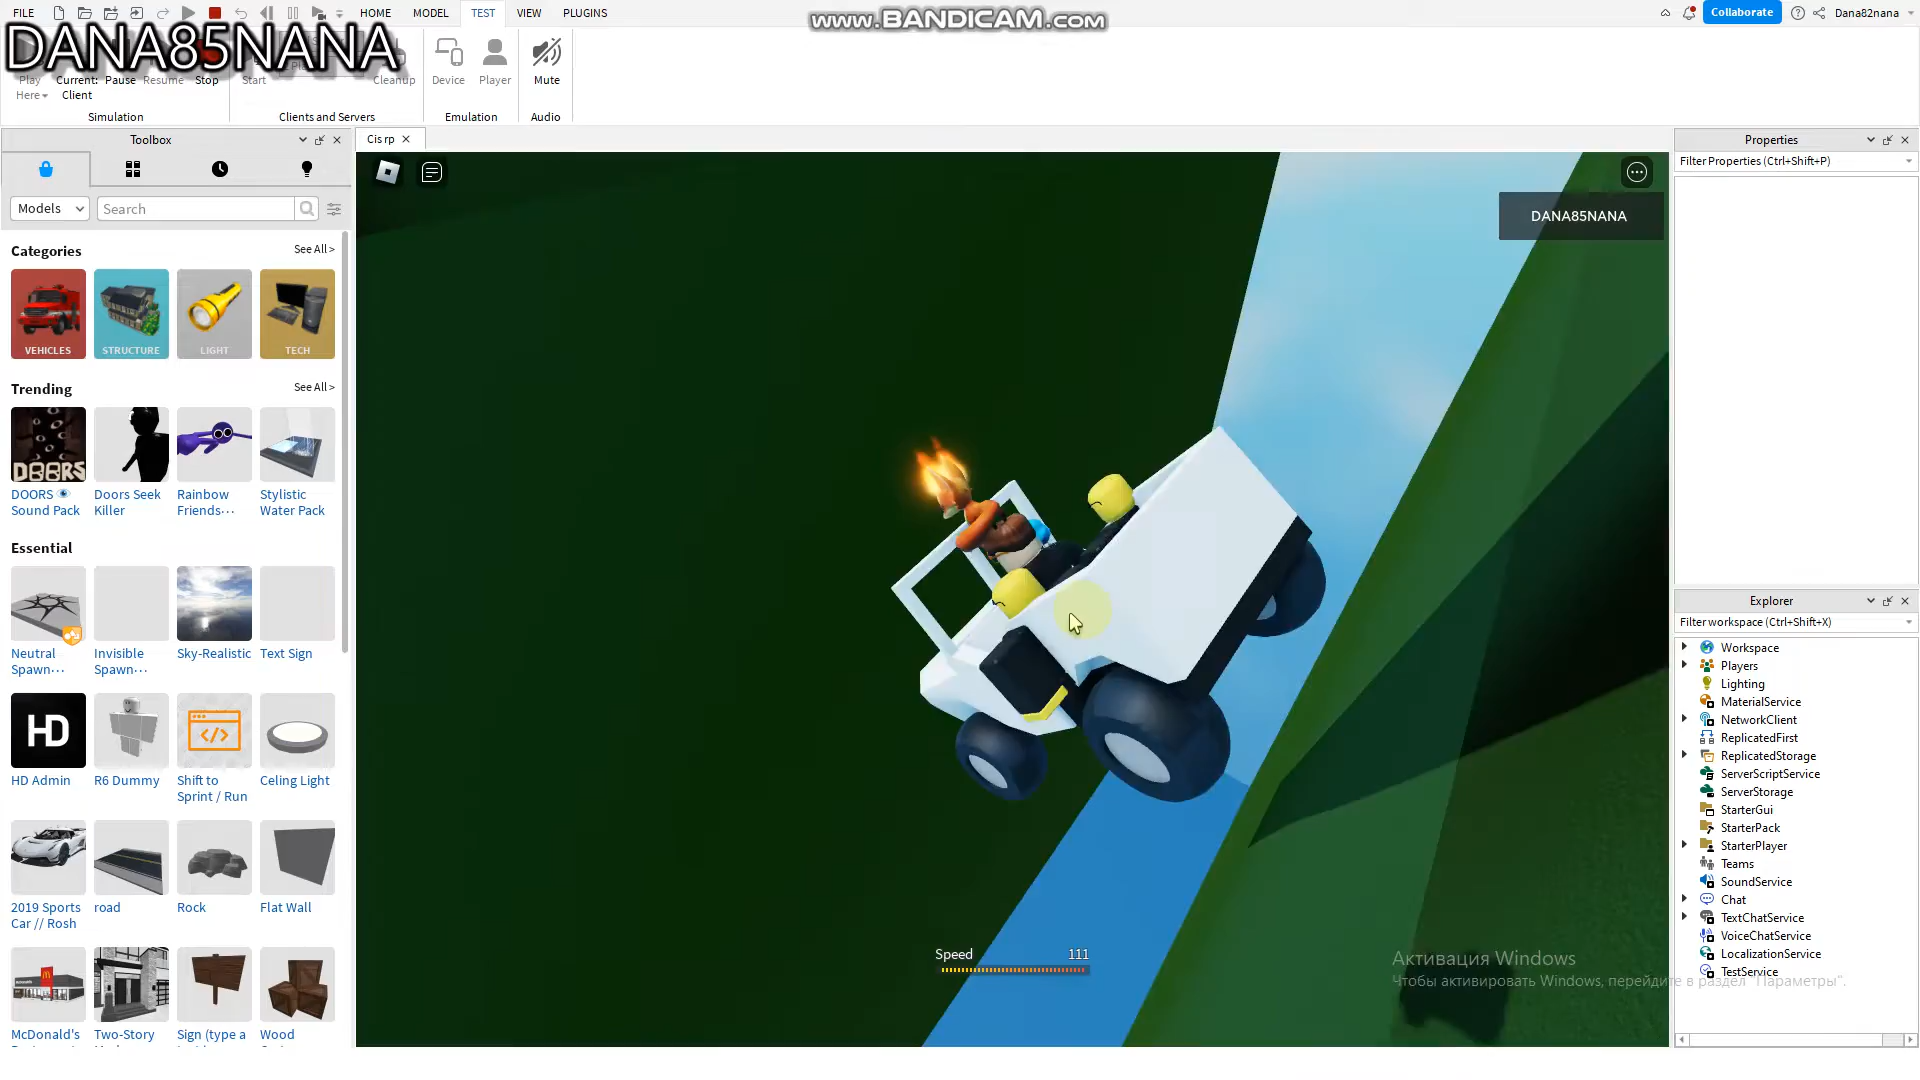 FILE HOME MODEL TEST VIEW PLUGINS
www.BANDICAM.com
Collaborate Dana82nana
DANA85NANA
Play Here
Current: Client
Pause Resume Stop
Start
Cleanup
Device Player
Mute
Simulation Clients and Servers Emulation Audio
Toolbox
Cis rp
Properties
Filter Properties (Ctrl+Shift+P)
Models Search
DANA85NANA
Categories See All >
VEHICLES STRUCTURE LIGHT TECH
Trending See All >
DOORS
DOORS Sound Pack
Doors Seek Killer
Rainbow Friends...
Stylistic Water Pack
Essential
Neutral Spawn...
Invisible Spawn...
Sky-Realistic
Text Sign
HD
HD Admin
R6 Dummy
Shift to Sprint / Run
Celing Light
2019 Sports Car // Rosh
road
Rock
Flat Wall
McDonald's
Two-Story
Sign (type a
Wood
Speed 111
Активация Windows
Чтобы активировать Windows, перейдите в раздел "Параметры".
Explorer
Filter workspace (Ctrl+Shift+X)
Workspace
Players
Lighting
MaterialService
NetworkClient
ReplicatedFirst
ReplicatedStorage
ServerScriptService
ServerStorage
StarterGui
StarterPack
StarterPlayer
Teams
SoundService
Chat
TextChatService
VoiceChatService
LocalizationService
TestService